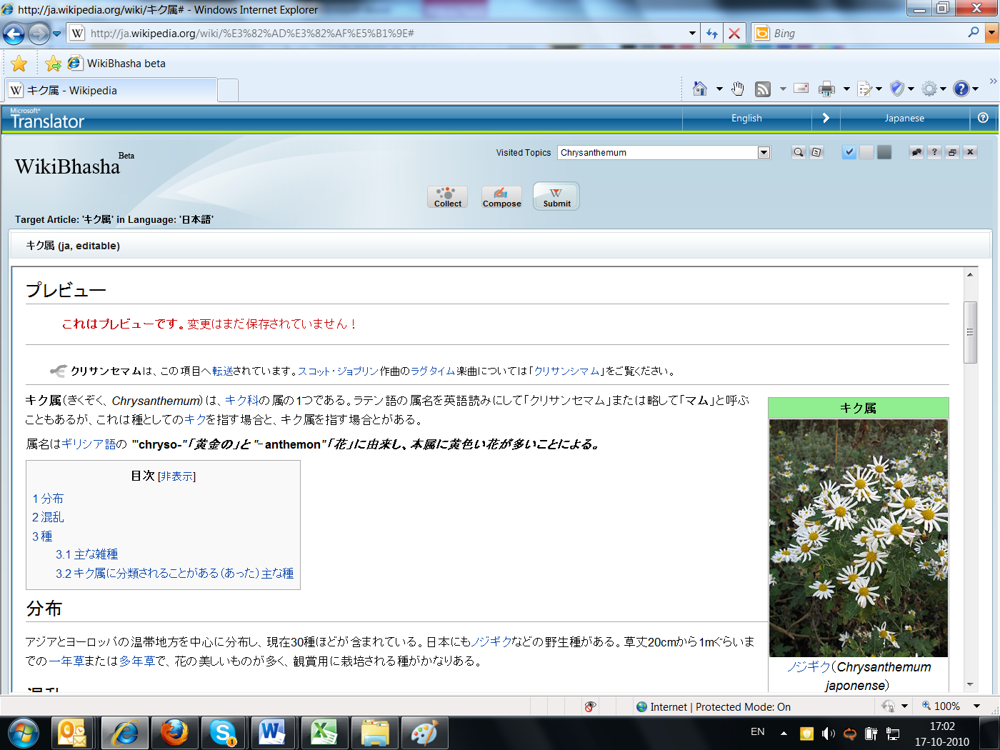 http://ja.wikipedia.org/wiki/キク属# - Windows Internet Explorer
http://ja.wikipedia.org/wiki/%E3%82%AD%E3%82%AF%E5%B1%9E#
Bing
WikiBhasha beta
キク属 - Wikipedia
Microsoft®
Translator
English
Japanese
WikiBhasha Beta
Visited Topics
Chrysanthemum
Collect
Compose
Submit
Target Article: 'キク属' in Language: '日本語'
キク属 (ja, editable)
プレビュー
これはプレビューです。変更はまだ保存されていません！
クリサンセマムは、この項目へ転送されています。スコット・ジョプリン作曲のラグタイム楽曲については「クリサンシマム」をご覧ください。
キク属（きくぞく、Chrysanthemum）は、キク科の属の1つである。ラテン語の属名を英語読みにして「クリサンセマム」または略して「マム」と呼ぶ
こともあるが、これは種としてのキクを指す場合と、キク属を指す場合とがある。
属名はギリシア語の '"chryso-"「黄金の」と "-anthemon"「花」に由来し、本属に黄色い花が多いことによる。
キク属
目次 [非表示]
1 分布
2 混乱
3 種
3.1 主な雑種
3.2 キク属に分類されることがある（あった）主な種
分布
アジアとヨーロッパの温帯地方を中心に分布し、現在30種ほどが含まれている。日本にもノジギクなどの野生種がある。草丈20cmから1mぐらいま
での一年草または多年草で、花の美しいものが多く、観賞用に栽培される種がかなりある。
ノジギク（Chrysanthemum
japonense）
混乱
Internet | Protected Mode: On
100%
EN
17:02
17-10-2010